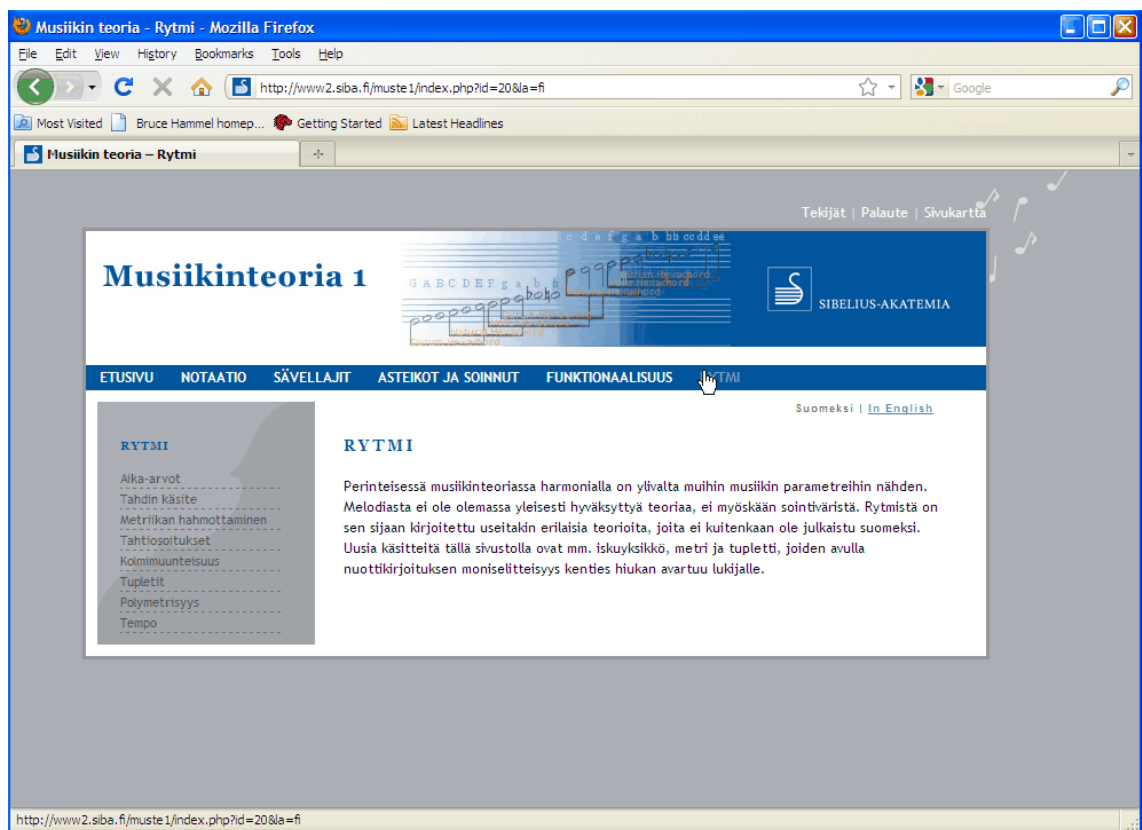 Musiikin teoria - Rytmi - Mozilla Firefox
File Edit View History Bookmarks Tools Help
http://www2.siba.fi/muste1/index.php?id=20&la=fi Google
Most Visited Bruce Hammel homep... Getting Started Latest Headlines
Musiikin teoria – Rytmi
Tekijät | Palaute | Sivukartta
Musiikinteoria 1
c d e f g a b bb cc dd ee
G A B C D E F g a b
SIBELIUS-AKATEMIA
ETUSIVU NOTAATIO SÄVELLAJIT ASTEIKOT JA SOINNUT FUNKTIONAALISUUS RYTMI
Suomeksi | In English
RYTMI
Aika-arvot
Tahdin käsite
Metriikan hahmottaminen
Tahtiosoitukset
Kolmimuunteisuus
Tupletit
Polymetrisyys
Tempo
RYTMI
Perinteisessä musiikinteoriassa harmonialla on ylivalta muihin musiikin parametreihin nähden.
Melodiasta ei ole olemassa yleisesti hyväksyttyä teoriaa, ei myöskään sointiväristä. Rytmistä on
sen sijaan kirjoitettu useitakin erilaisia teorioita, joita ei kuitenkaan ole julkaistu suomeksi.
Uusia käsitteitä tällä sivustolla ovat mm. iskuyksikkö, metri ja tupletti, joiden avulla
nuottikirjoituksen moniselitteisyys kenties hiukan avartuu lukijalle.
http://www2.siba.fi/muste1/index.php?id=20&la=fi